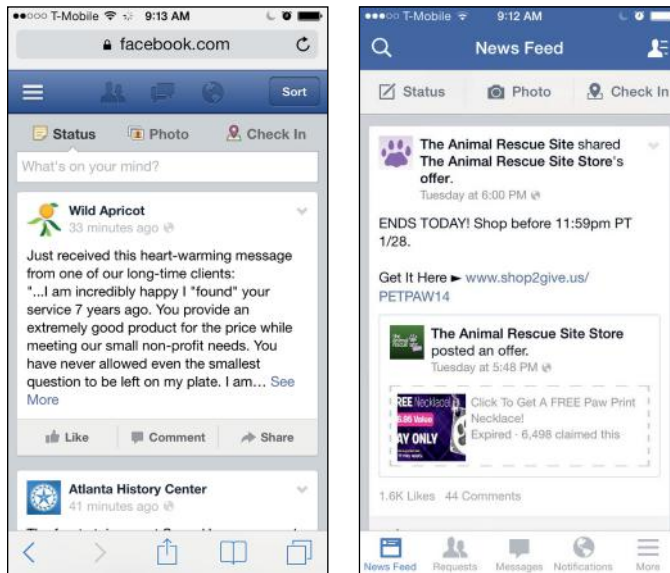 T-Mobile 9:13 AM
facebook.com
Sort
Status Photo Check In
What's on your mind?
Wild Apricot
33 minutes ago
Just received this heart-warming message
from one of our long-time clients:
"...I am incredibly happy I "found" your
service 7 years ago. You provide an
extremely good product for the price while
meeting our small non-profit needs. You
have never allowed even the smallest
question to be left on my plate. I am... See
More
Like Comment Share
Atlanta History Center
41 minutes ago
T-Mobile 9:12 AM
News Feed
Status Photo Check In
The Animal Rescue Site shared
The Animal Rescue Site Store's
offer.
Tuesday at 6:00 PM
ENDS TODAY! Shop before 11:59pm PT
1/28.
Get It Here ► www.shop2give.us/
PETPAW14
The Animal Rescue Site Store
posted an offer.
Tuesday at 5:48 PM
REE Necklace!
6.95 Value
AY ONLY
Click To Get A FREE Paw Print
Necklace!
Expired · 6,498 claimed this
1.6K Likes 44 Comments
News Feed Requests Messages Notifications More